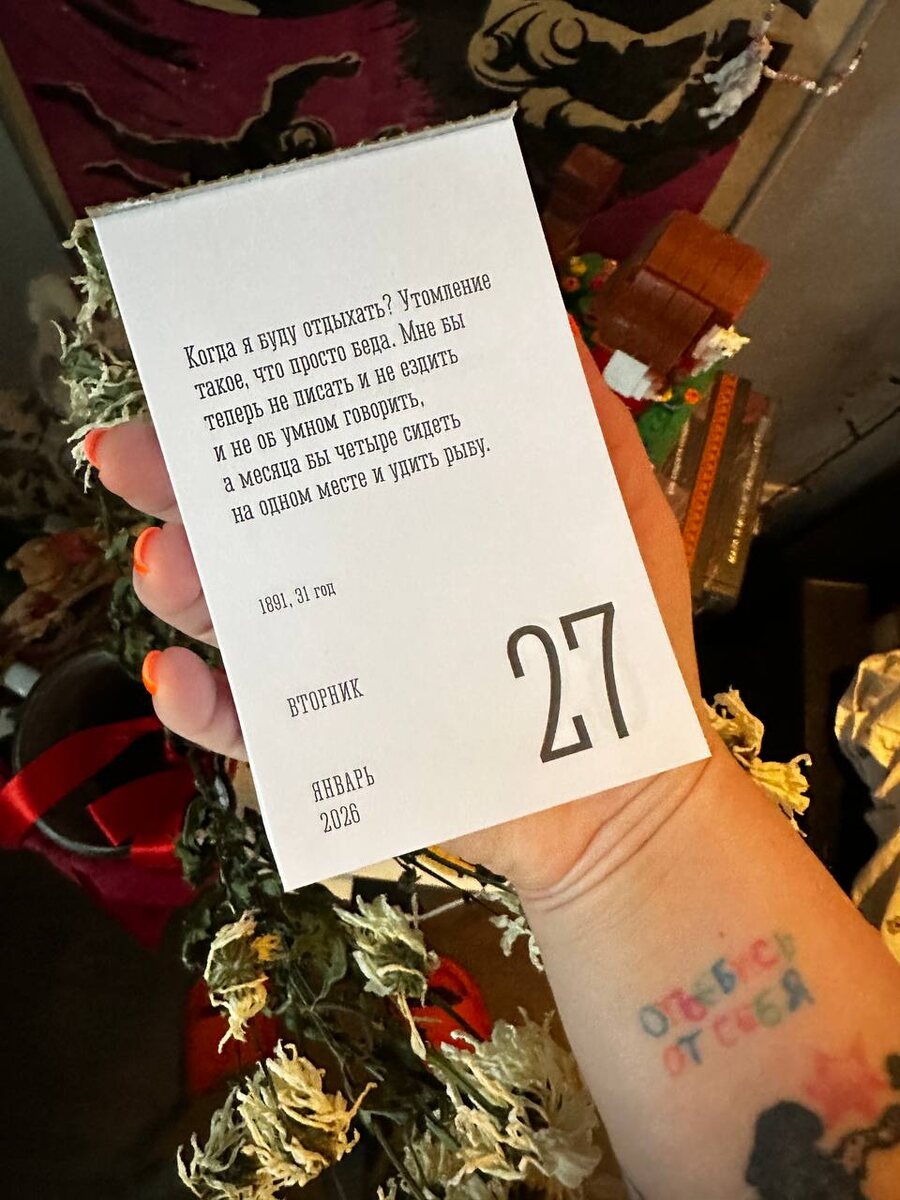 Когда я буду отдыхать? Утомление
такое, что просто беда. Мне бы
теперь не писать и не ездить
и не об умном говорить,
а месяца бы четыре сидеть
на одном месте и удить рыбу.
1891, 31 год
ВТОРНИК
27
ЯНВАРЬ
2026
ОТЪЕБИСЬ
ОТ СЕБЯ